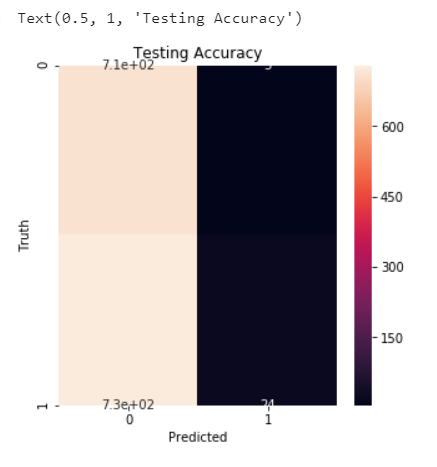 Text(0.5, 1, 'Testing Accuracy')
Testing Accuracy
0
7.1e+02
600
450
300
150
Truth
1
7.3e+02
24
0
1
Predicted